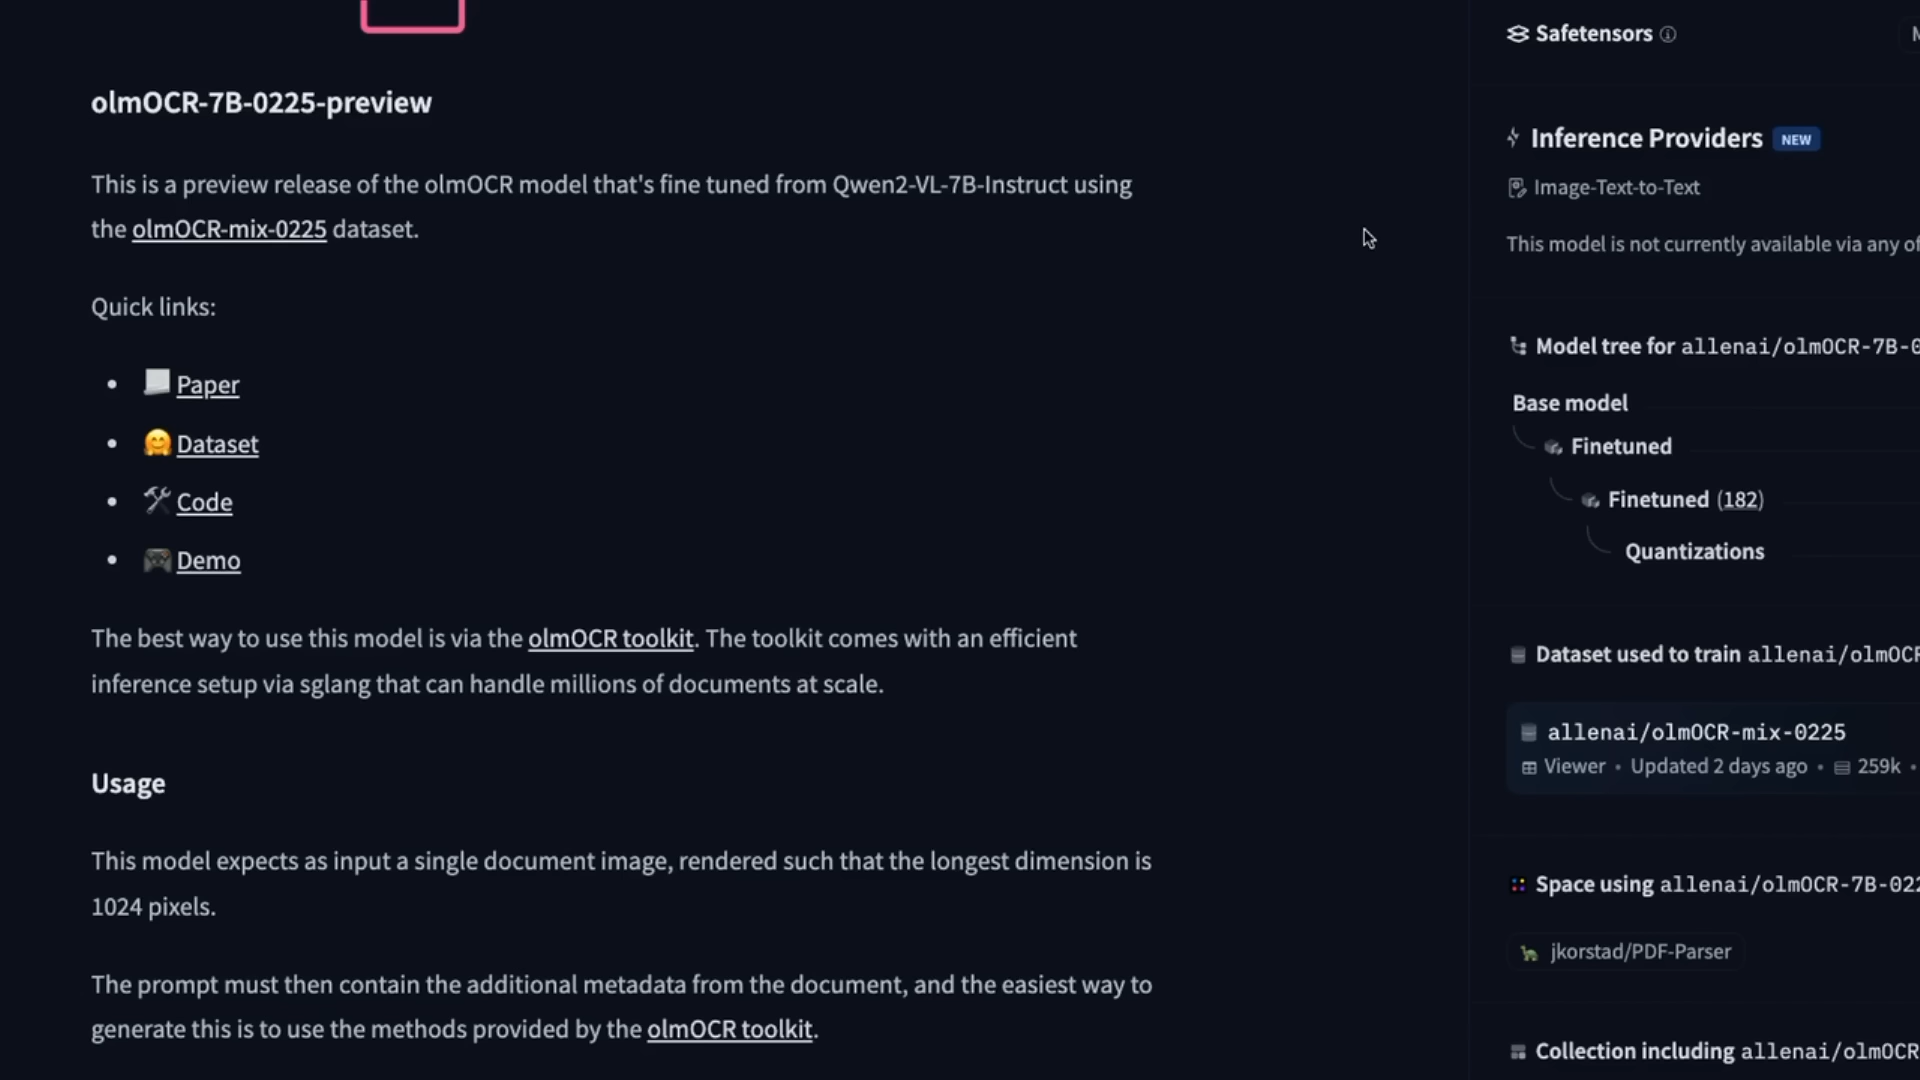 olmOCR-7B-0225-preview
This is a preview release of the olmOCR model that's fine tuned from Qwen2-VL-7B-Instruct using
the olmOCR-mix-0225 dataset.
Quick links:
Paper
Dataset
Code
Demo
The best way to use this model is via the olmOCR toolkit. The toolkit comes with an efficient
inference setup via sglang that can handle millions of documents at scale.
Usage
This model expects as input a single document image, rendered such that the longest dimension is
1024 pixels.
The prompt must then contain the additional metadata from the document, and the easiest way to
generate this is to use the methods provided by the olmOCR toolkit.
Safetensors
Inference Providers NEW
Image-Text-to-Text
This model is not currently available via any of
Model tree for allenai/olmOCR-7B-0
Base model
Finetuned
Finetuned (182)
Quantizations
Dataset used to train allenai/olmOCR
allenai/olmOCR-mix-0225
Viewer • Updated 2 days ago • 259k •
Space using allenai/olmOCR-7B-022
jkorstad/PDF-Parser
Collection including allenai/olmOCR